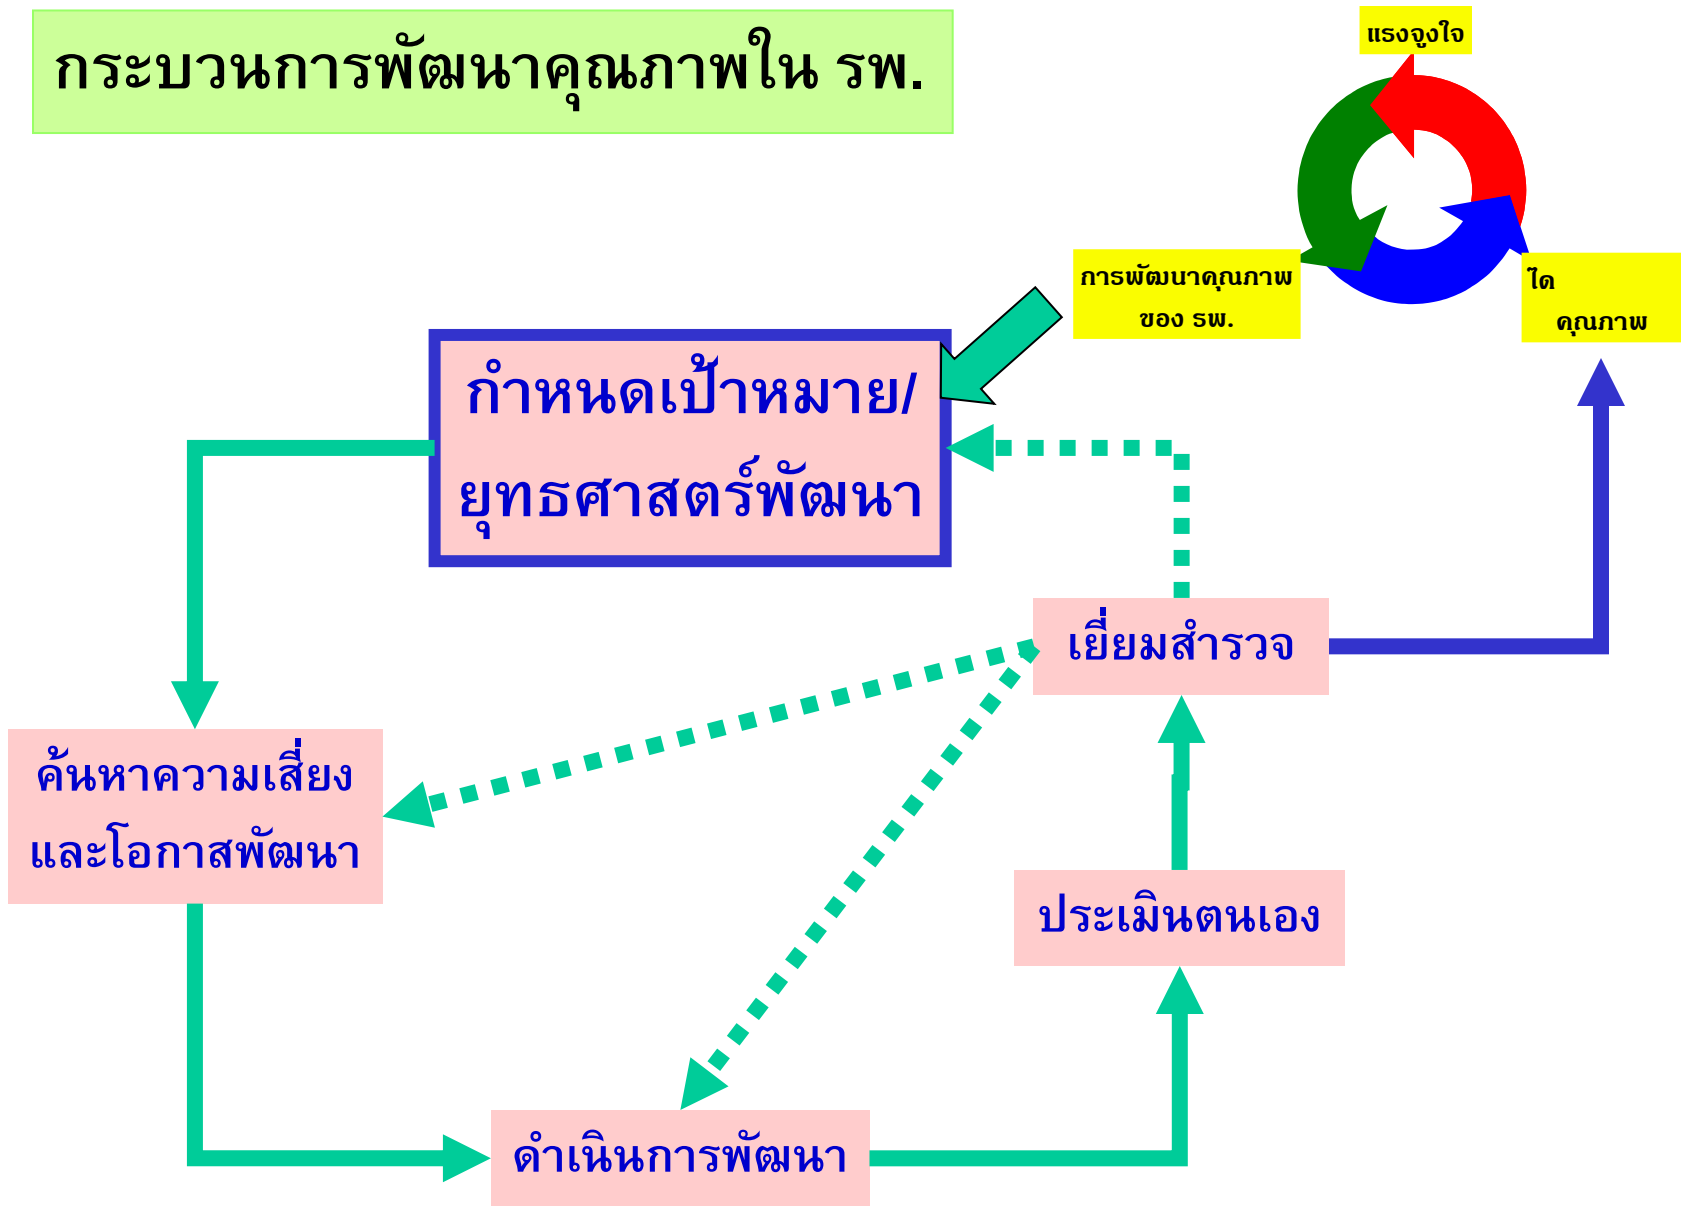 กระบวนการพัฒนาคุณภาพใน รพ.
แรงจูงใจ
การพัฒนาคุณภาพ
ของ รพ.
ได
คุณภาพ
กำหนดเป้าหมาย/
ยุทธศาสตร์พัฒนา
เยี่ยมสำรวจ
ค้นหาความเสี่ยง
และโอกาสพัฒนา
ประเมินตนเอง
ดำเนินการพัฒนา